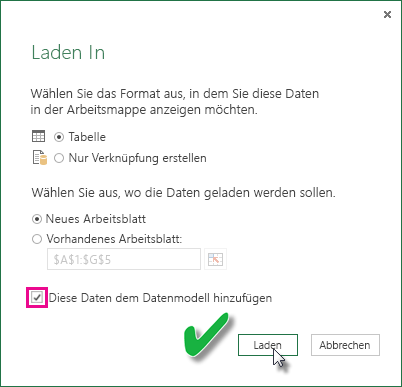 Laden In
Wählen Sie das Format aus, in dem Sie diese Daten
in der Arbeitsmappe anzeigen möchten.
Tabelle
Nur Verknüpfung erstellen
Wählen Sie aus, wo die Daten geladen werden sollen.
Neues Arbeitsblatt
Vorhandenes Arbeitsblatt:
$A$1:$G$5
Diese Daten dem Datenmodell hinzufügen
Laden
Abbrechen